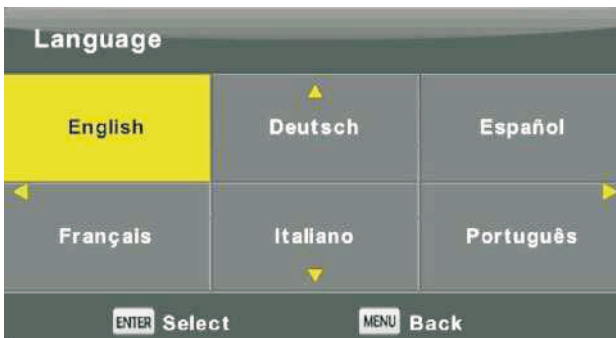 Language
English Deutsch Español
Français Italiano Português
ENTER Select MENU Back